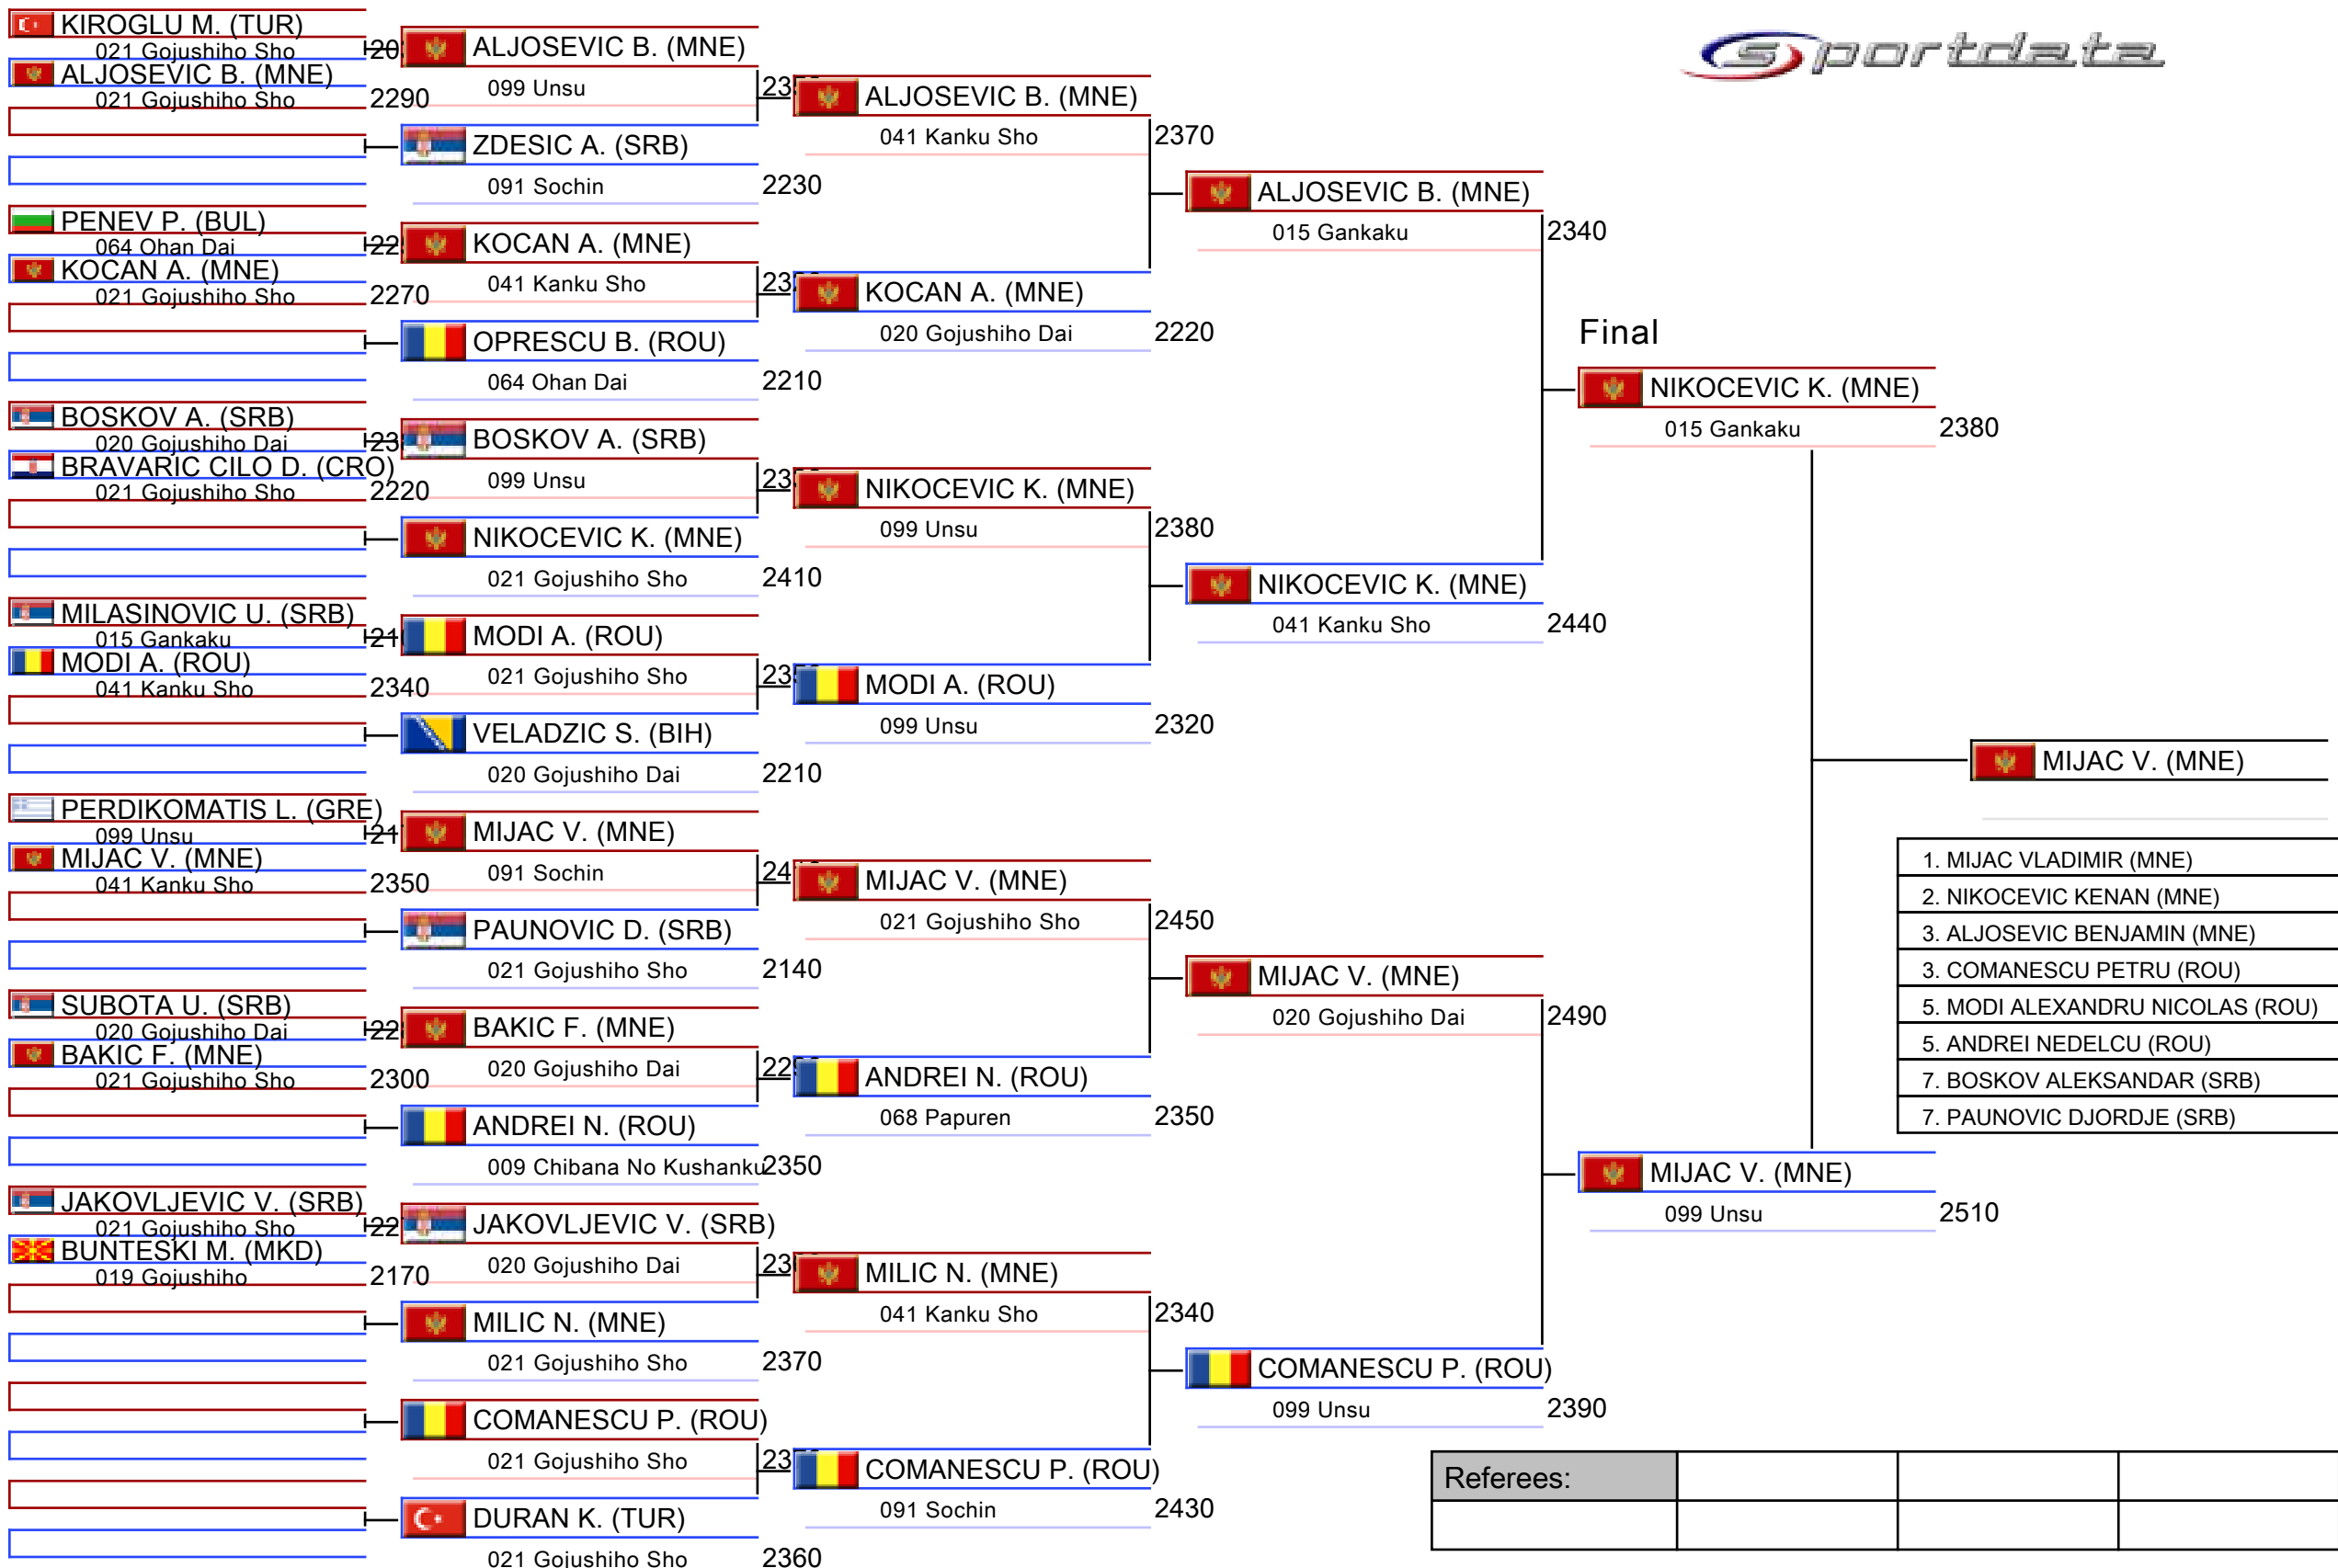 sportdata
KIROGLU M. (TUR)
021 Gojushiho Sho
ALJOSEVIC B. (MNE)
021 Gojushiho Sho 2290
PENEV P. (BUL)
064 Ohan Dai
KOCAN A. (MNE)
021 Gojushiho Sho 2270
BOSKOV A. (SRB)
020 Gojushiho Dai
BRAVARIC CILO D. (CRO)
021 Gojushiho Sho 2220
MILASINOVIC U. (SRB)
015 Gankaku
MODI A. (ROU)
041 Kanku Sho 2340
PERDIKOMATIS L. (GRE)
099 Unsu
MIJAC V. (MNE)
041 Kanku Sho 2350
SUBOTA U. (SRB)
020 Gojushiho Dai
BAKIC F. (MNE)
021 Gojushiho Sho 2300
JAKOVLJEVIC V. (SRB)
021 Gojushiho Sho
BUNTESKI M. (MKD)
019 Gojushiho 2170
ALJOSEVIC B. (MNE)
099 Unsu
ZDESIC A. (SRB)
091 Sochin 2230
KOCAN A. (MNE)
041 Kanku Sho
OPRESCU B. (ROU)
064 Ohan Dai 2210
BOSKOV A. (SRB)
099 Unsu
NIKOCEVIC K. (MNE)
021 Gojushiho Sho 2410
MODI A. (ROU)
021 Gojushiho Sho
VELADZIC S. (BIH)
020 Gojushiho Dai 2210
MIJAC V. (MNE)
091 Sochin
PAUNOVIC D. (SRB)
021 Gojushiho Sho 2140
BAKIC F. (MNE)
020 Gojushiho Dai
ANDREI N. (ROU)
009 Chibana No Kushanku 2350
JAKOVLJEVIC V. (SRB)
020 Gojushiho Dai
MILIC N. (MNE)
021 Gojushiho Sho 2370
COMANESCU P. (ROU)
021 Gojushiho Sho
DURAN K. (TUR)
021 Gojushiho Sho 2360
ALJOSEVIC B. (MNE)
041 Kanku Sho 2370
KOCAN A. (MNE)
020 Gojushiho Dai 2220
NIKOCEVIC K. (MNE)
099 Unsu 2380
MODI A. (ROU)
099 Unsu 2320
MIJAC V. (MNE)
021 Gojushiho Sho 2450
ANDREI N. (ROU)
068 Papuren 2350
MILIC N. (MNE)
041 Kanku Sho 2340
COMANESCU P. (ROU)
091 Sochin 2430
ALJOSEVIC B. (MNE)
015 Gankaku 2340
NIKOCEVIC K. (MNE)
041 Kanku Sho 2440
MIJAC V. (MNE)
020 Gojushiho Dai 2490
COMANESCU P. (ROU)
099 Unsu 2390
Final
NIKOCEVIC K. (MNE)
015 Gankaku 2380
MIJAC V. (MNE)
099 Unsu 2510
MIJAC V. (MNE)
1. MIJAC VLADIMIR (MNE)
2. NIKOCEVIC KENAN (MNE)
3. ALJOSEVIC BENJAMIN (MNE)
3. COMANESCU PETRU (ROU)
5. MODI ALEXANDRU NICOLAS (ROU)
5. ANDREI NEDELCU (ROU)
7. BOSKOV ALEKSANDAR (SRB)
7. PAUNOVIC DJORDJE (SRB)
Referees: